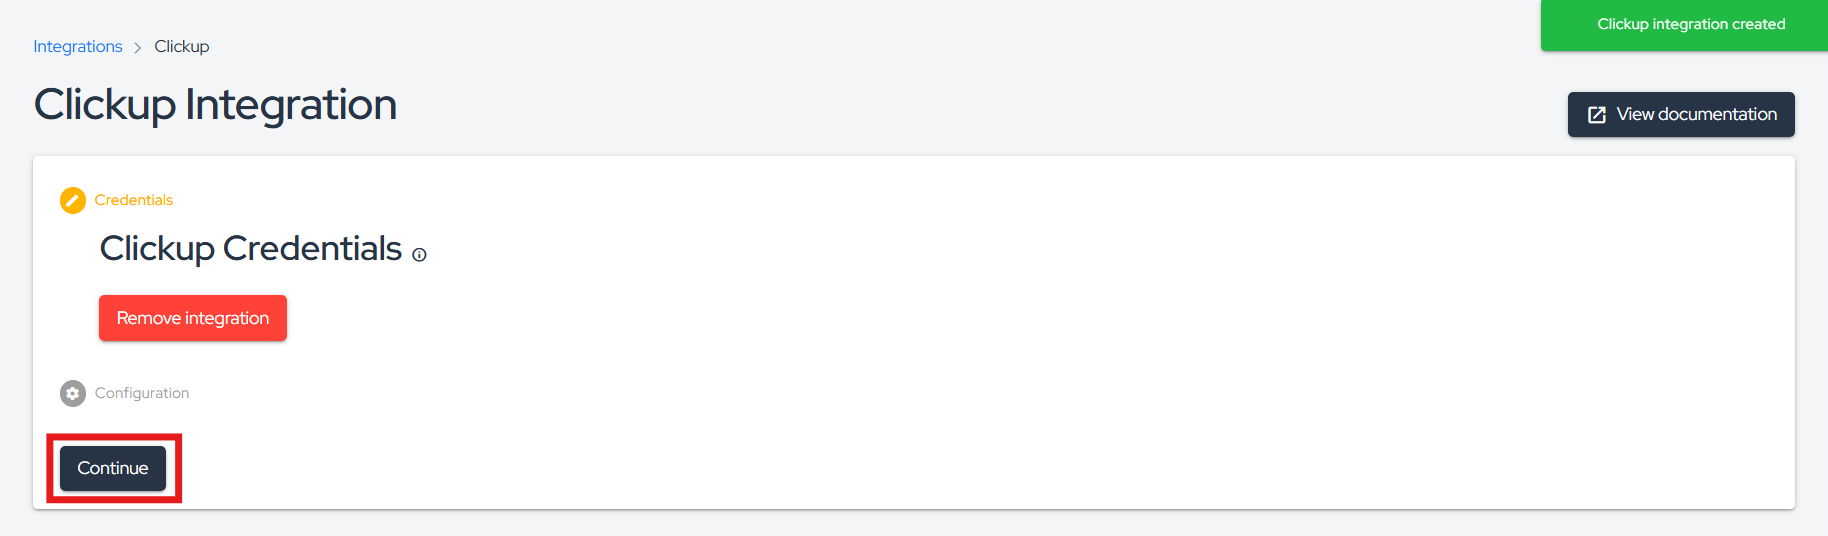 Clickup integration created
Integrations > Clickup
Clickup Integration
View documentation
Credentials
Clickup Credentials
Remove integration
Configuration
Continue